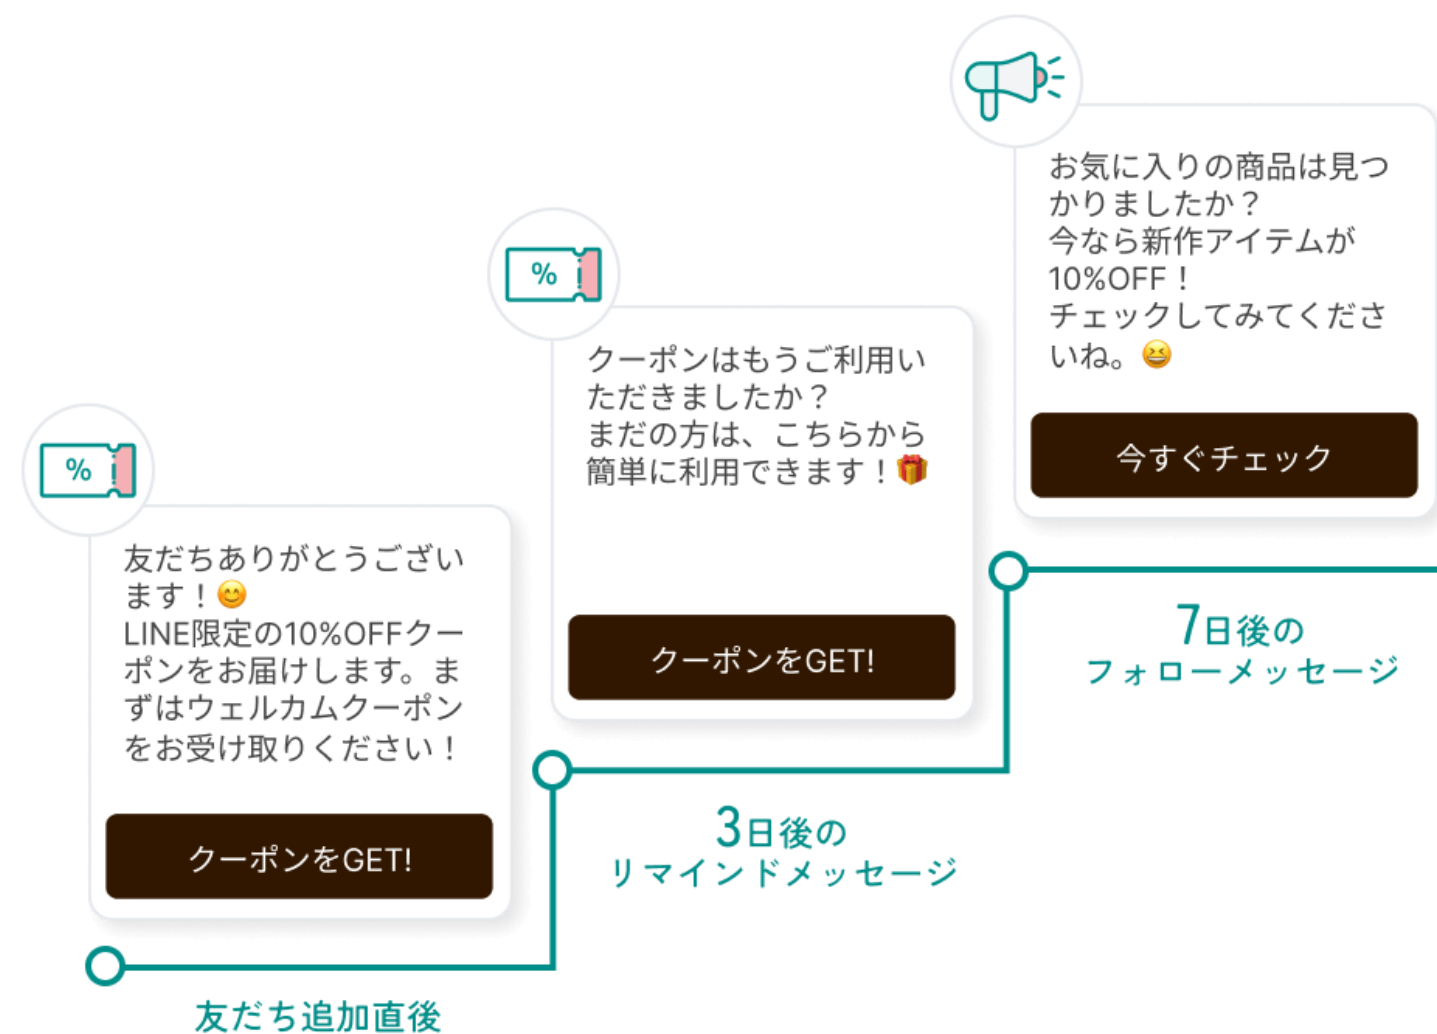 %
友だちありがとうござい
ます！😊
LINE限定の10%OFFクー
ポンをお届けします。ま
ずはウェルカムクーポン
をお受け取りください！
クーポンをGET!
友だち追加直後
%
クーポンはもうご利用い
ただきましたか？
まだの方は、こちらから
簡単に利用できます！🎁
クーポンをGET!
3日後の
リマインドメッセージ
お気に入りの商品は見つ
かりましたか？
今なら新作アイテムが
10%OFF！
チェックしてみてくださ
いね。😆
今すぐチェック
7日後の
フォローメッセージ